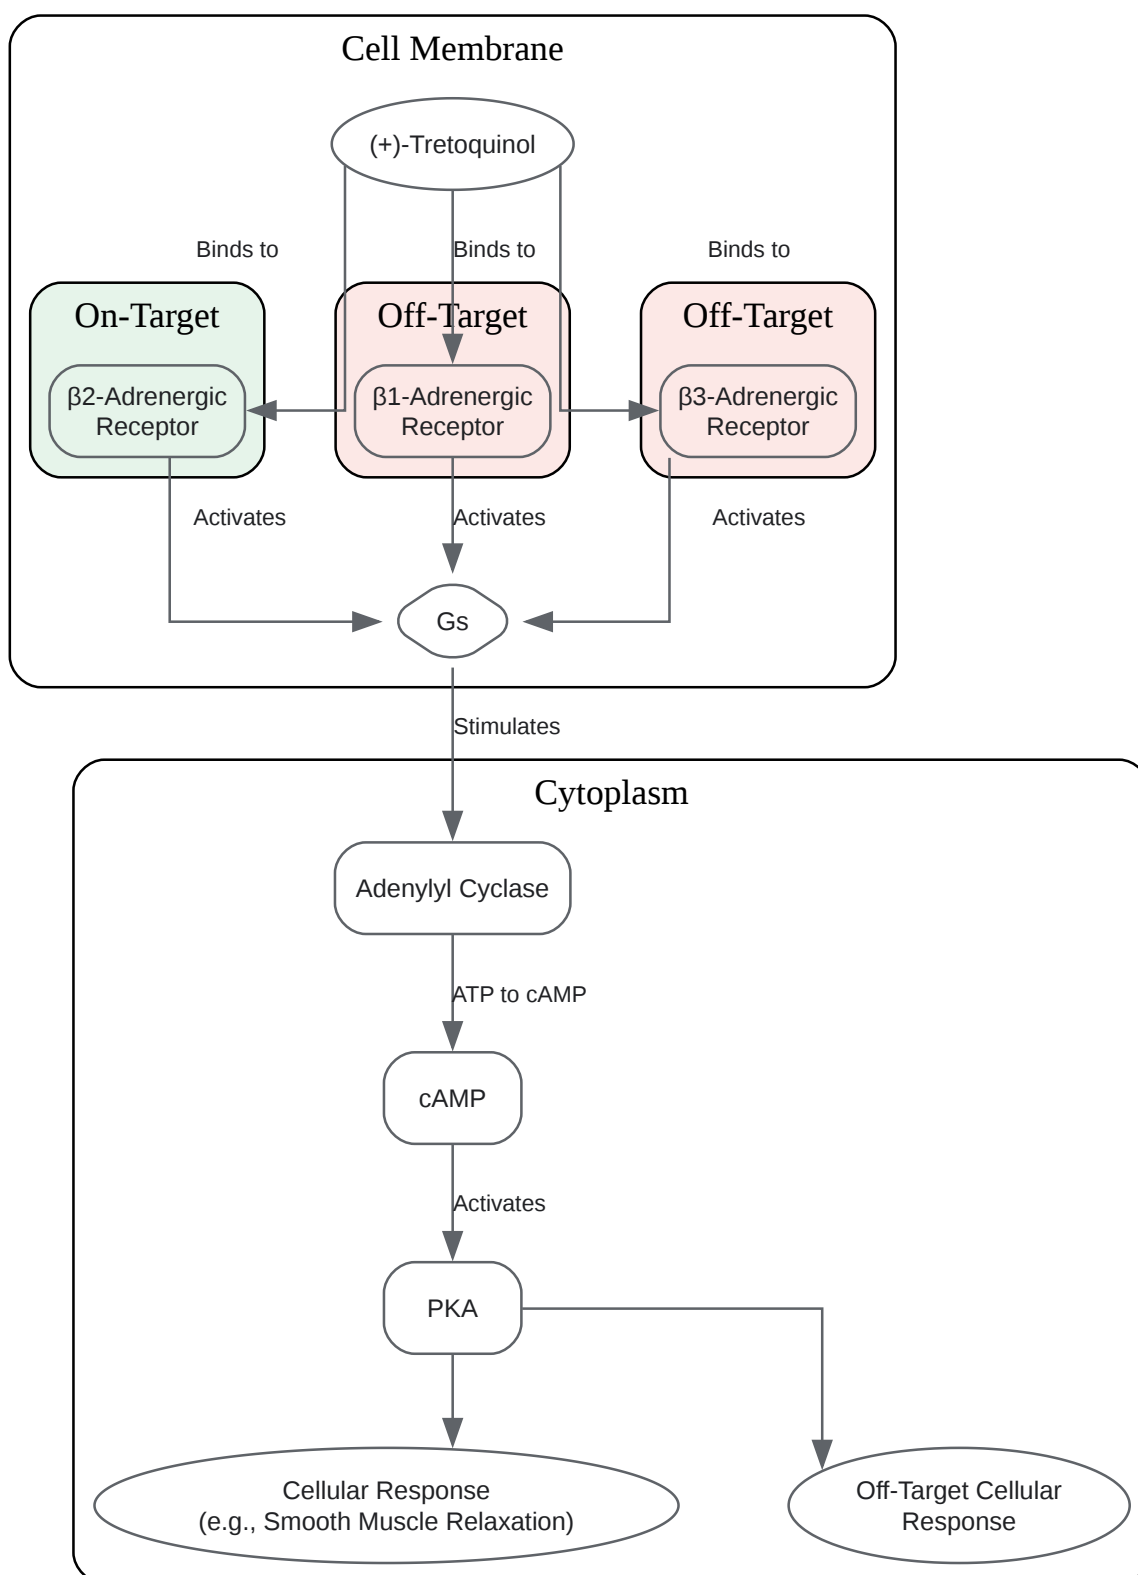 Cell Membrane
(+)-Tretoquinol
Binds to
Binds to
Binds to
On-Target
Off-Target
Off-Target
β2-Adrenergic
Receptor
β1-Adrenergic
Receptor
β3-Adrenergic
Receptor
Activates
Activates
Activates
Gs
Stimulates
Cytoplasm
Adenylyl Cyclase
ATP to cAMP
cAMP
Activates
PKA
Cellular Response
(e.g., Smooth Muscle Relaxation)
Off-Target Cellular
Response